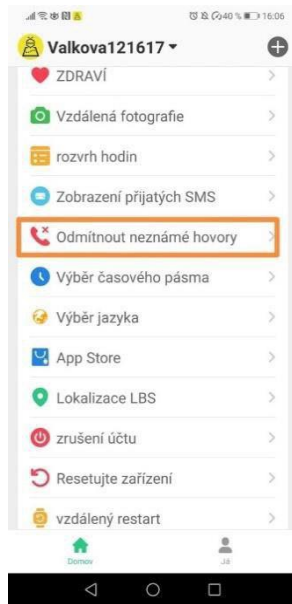 40 % 16:06
Valkova121617
ZDRAVÍ
Vzdálená fotografie
rozvrh hodin
Zobrazení přijatých SMS
Odmítnout neznámé hovory
Výběr časového pásma
Výběr jazyka
App Store
Lokalizace LBS
zrušení účtu
Resetujte zařízení
vzdálený restart
Domov
Já